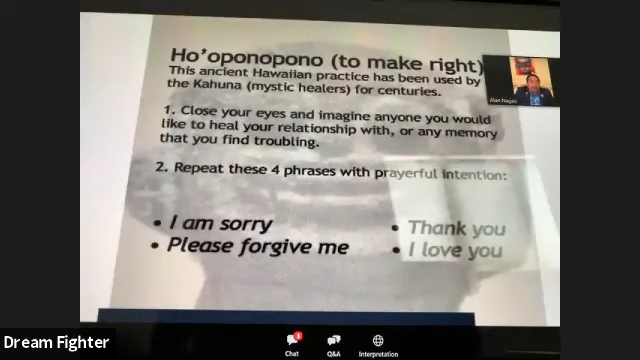 Ho'oponopono (to make right)
This ancient Hawaiian practice has been used by
the Kahuna (mystic healers) for centuries.
1. Close your eyes and imagine anyone you would
like to heal your relationship with, or any memory
that you find troubling.
2. Repeat these 4 phrases with prayerful intention:
• I am sorry
• Please forgive me
• Thank you
• I love you
Alan Nagao
Dream Fighter
3
Chat
Q&A
Interpretation